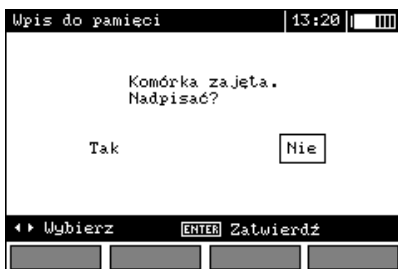 Wpis do pamięci 13:20
Komórka zajęta.
Nadpisać?
Tak Nie
Wybierz ENTER Zatwierdź